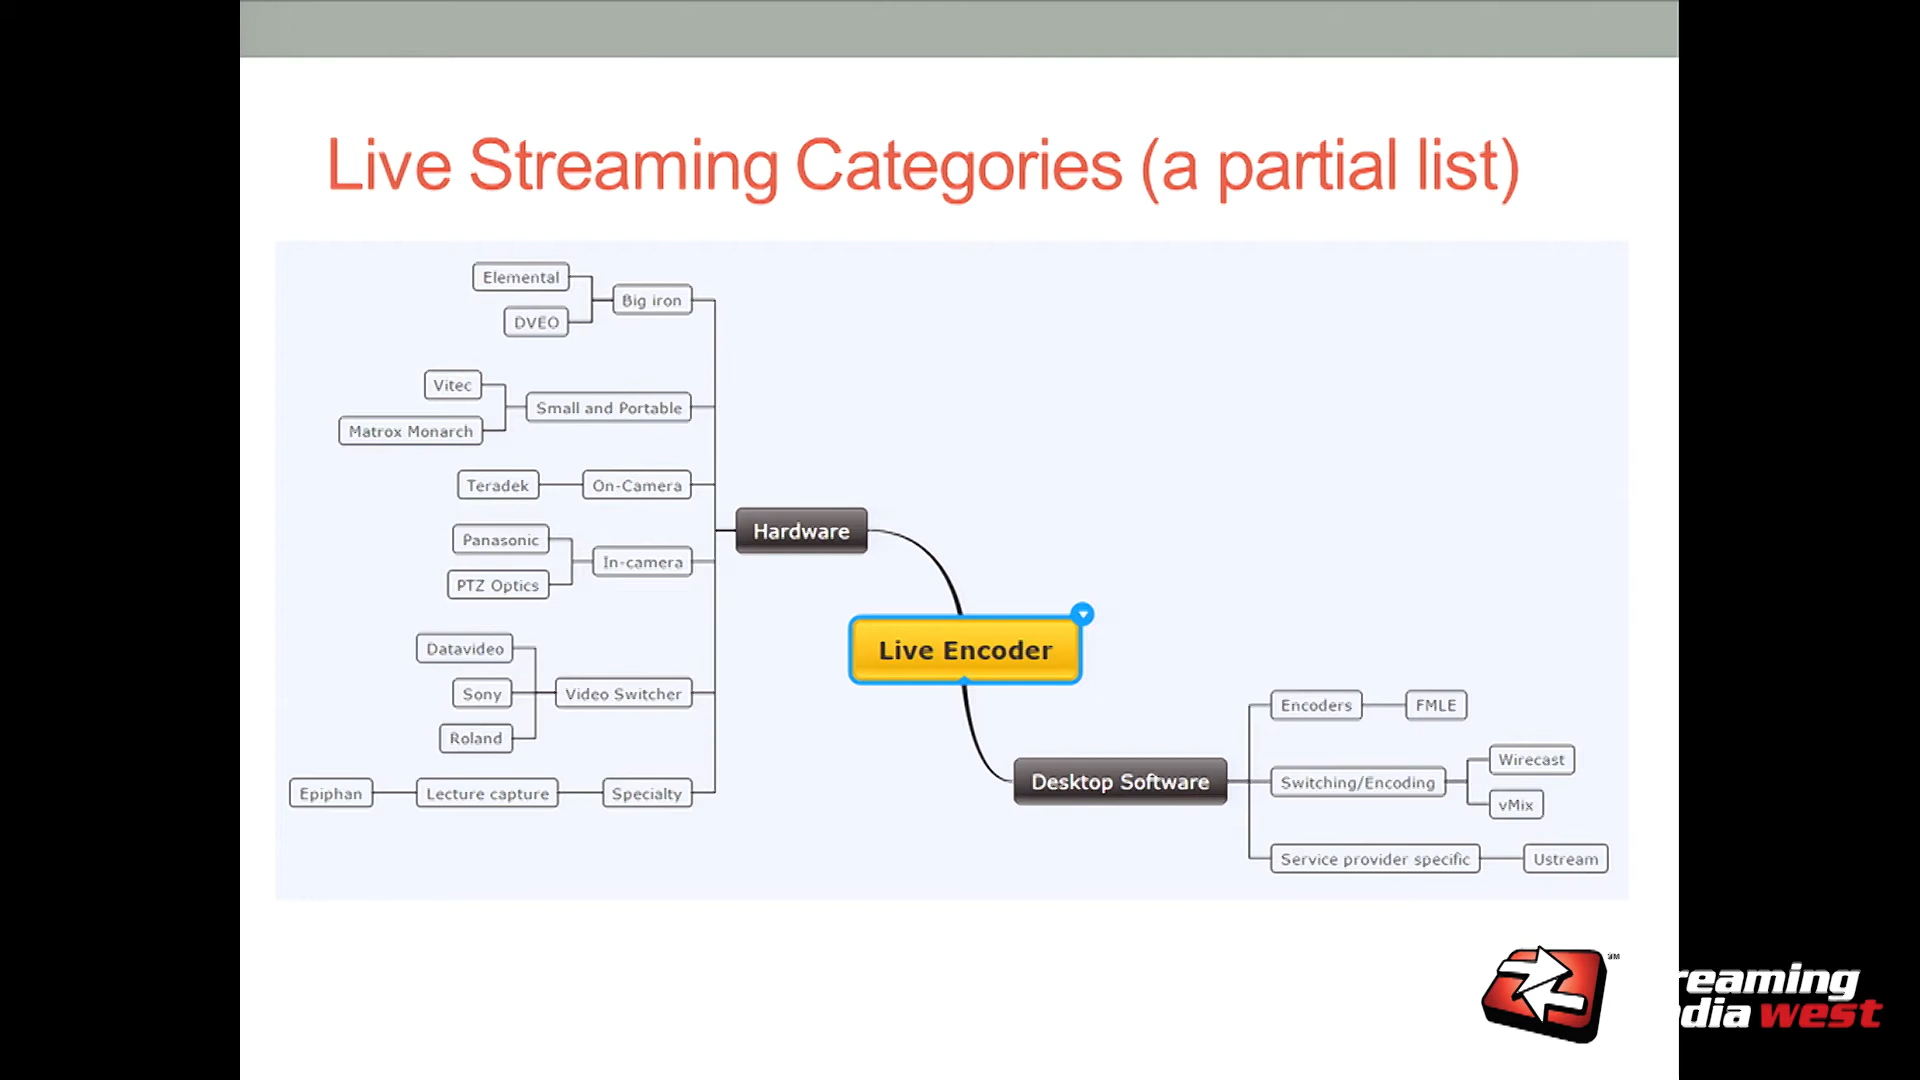 Live Streaming Categories (a partial list)
Elemental
DVEO
Big iron
Vitec
Matrox Monarch
Small and Portable
Teradek
On-Camera
Panasonic
PTZ Optics
In-camera
Datavideo
Sony
Roland
Video Switcher
Epiphan
Lecture capture
Specialty
Hardware
Live Encoder
Desktop Software
Encoders
FMLE
Switching/Encoding
Wirecast
vMix
Service provider specific
Ustream
SM
reaming
dia west